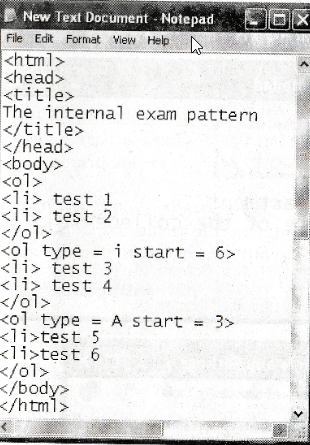 New Text Document - Notepad
File Edit Format View Help
<html>
<head>
<title>
The internal exam pattern
</title>
</head>
<body>
<ol>
<li> test 1
<li> test 2
</ol>
<ol type = i start = 6>
<li> test 3
<li> test 4
</ol>
<ol type = A start = 3>
<li>test 5
<li>test 6
</ol>
</body>
</html>